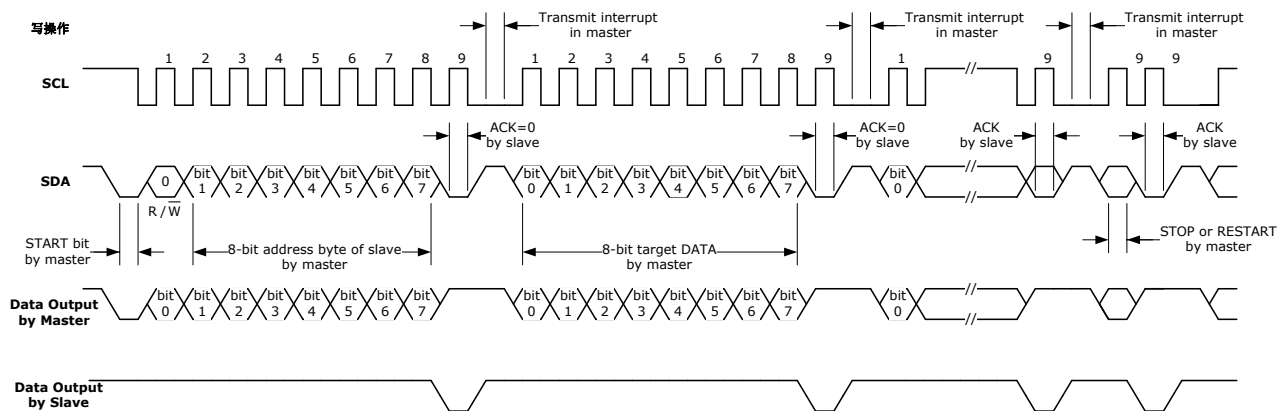 写操作
Transmit interrupt
in master
Transmit interrupt
in master
Transmit interrupt
in master
SCL
1 2 3 4 5 6 7 8 9 1 2 3 4 5 6 7 8 9 1 // 9 9 9
ACK=0
by slave
ACK=0
by slave
ACK
by slave
ACK
by slave
SDA
0 bit 1 bit 2 bit 3 bit 4 bit 5 bit 6 bit 7 bit 0 bit 1 bit 2 bit 3 bit 4 bit 5 bit 6 bit 7 bit 0 //
R/W̅
START bit
by master
8-bit address byte of slave
by master
8-bit target DATA
by master
STOP or RESTART
by master
Data Output
by Master
bit 0 bit 1 bit 2 bit 3 bit 4 bit 5 bit 6 bit 7 bit 0 bit 1 bit 2 bit 3 bit 4 bit 5 bit 6 bit 7 bit 0 //
Data Output
by Slave